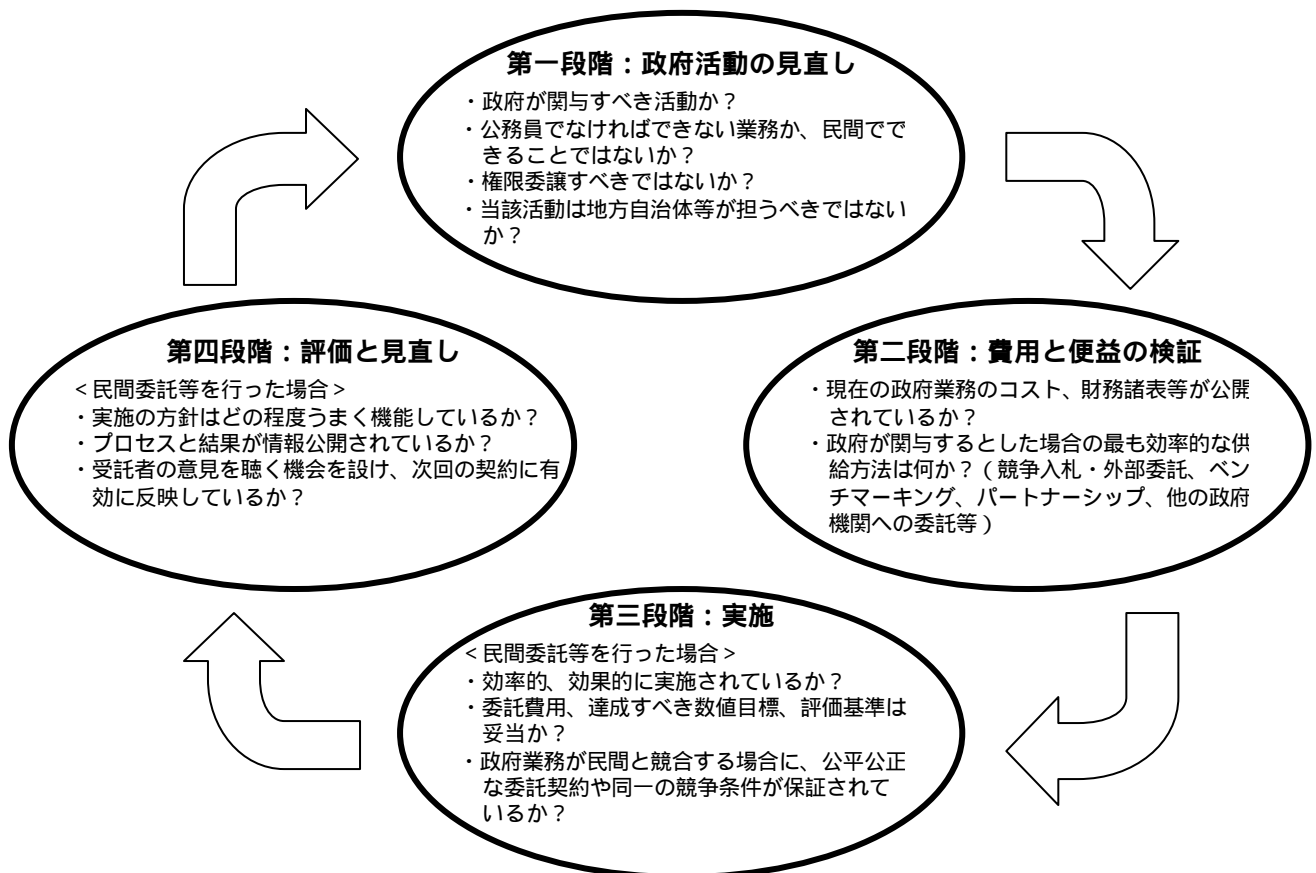 第一段階：政府活動の見直し
・政府が関与すべき活動か？
・公務員でなければできない業務か、民間でで
きることではないか？
・権限委譲すべきではないか？
・当該活動は地方自治体等が担うべきではない
か？
第二段階：費用と便益の検証
・現在の政府業務のコスト、財務諸表等が公開
されているか？
・政府が関与するとした場合の最も効率的な供
給方法は何か？（競争入札・外部委託、ベン
チマーキング、パートナーシップ、他の政府
機関への委託等）
第三段階：実施
＜民間委託等を行った場合＞
・効率的、効果的に実施されているか？
・委託費用、達成すべき数値目標、評価基準は
妥当か？
・政府業務が民間と競合する場合に、公平公正
な委託契約や同一の競争条件が保証されて
いるか？
第四段階：評価と見直し
＜民間委託等を行った場合＞
・実施の方針はどの程度うまく機能しているか？
・プロセスと結果が情報公開されているか？
・受託者の意見を聴く機会を設け、次回の契約に有
効に反映しているか？